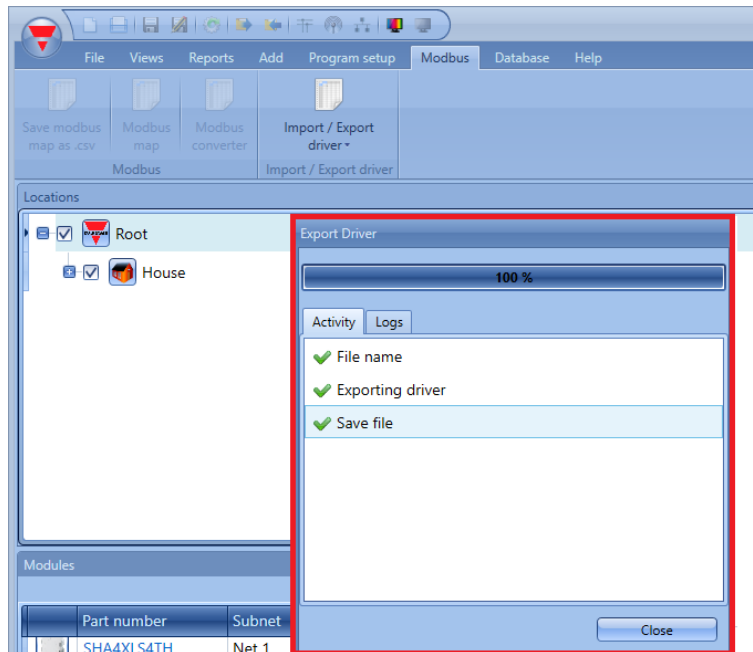 File Views Reports Add Program setup Modbus Database Help
Save modbus map as .csv
Modbus map
Modbus converter
Import / Export driver
Modbus
Import / Export driver
Locations
Root
House
Export Driver
100 %
Activity Logs
File name
Exporting driver
Save file
Close
Modules
Part number Subnet
SHA4XLS4TH Net 1